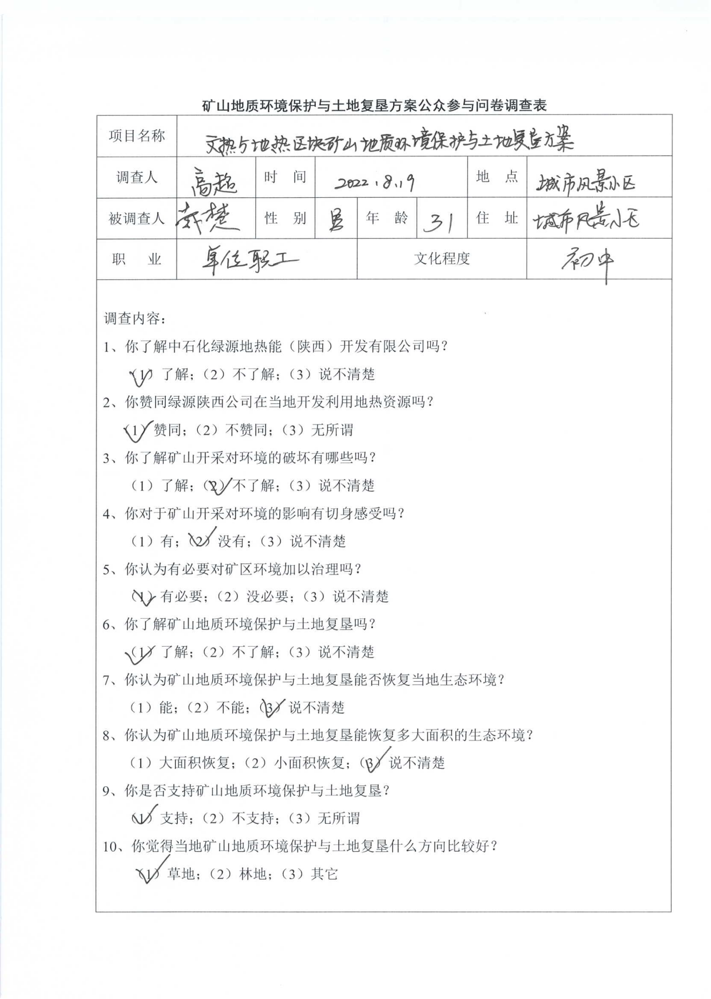 矿山地质环境保护与土地复垦方案公众参与问卷调查表
项目名称 文热5地热区块矿山地质环境保护与土地复垦方案
调查人 高超 时 间 2022.8.19 地 点 城市风景小区
被调查人 楚 性 别 男 年 龄 31 住 址 城市风景小区
职 业 单位职工 文化程度 初中
调查内容:
1、你了解中石化绿源地热能（陕西）开发有限公司吗?
（1）了解;（2）不了解;（3）说不清楚
2、你赞同绿源陕西公司在当地开发利用地热资源吗?
（1）赞同;（2）不赞同;（3）无所谓
3、你了解矿山开采对环境的破坏有哪些吗?
（1）了解;（2）不了解;（3）说不清楚
4、你对于矿山开采对环境的影响有切身感受吗?
（1）有;（2）没有;（3）说不清楚
5、你认为有必要对矿区环境加以治理吗?
（1）有必要;（2）没必要;（3）说不清楚
6、你了解矿山地质环境保护与土地复垦吗?
（1）了解;（2）不了解;（3）说不清楚
7、你认为矿山地质环境保护与土地复垦能否恢复当地生态环境?
（1）能;（2）不能;（3）说不清楚
8、你认为矿山地质环境保护与土地复垦能恢复多大面积的生态环境?
（1）大面积恢复;（2）小面积恢复;（3）说不清楚
9、你是否支持矿山地质环境保护与土地复垦?
（1）支持;（2）不支持;（3）无所谓
10、你觉得当地矿山地质环境保护与土地复垦什么方向比较好?
（1）草地;（2）林地;（3）其它